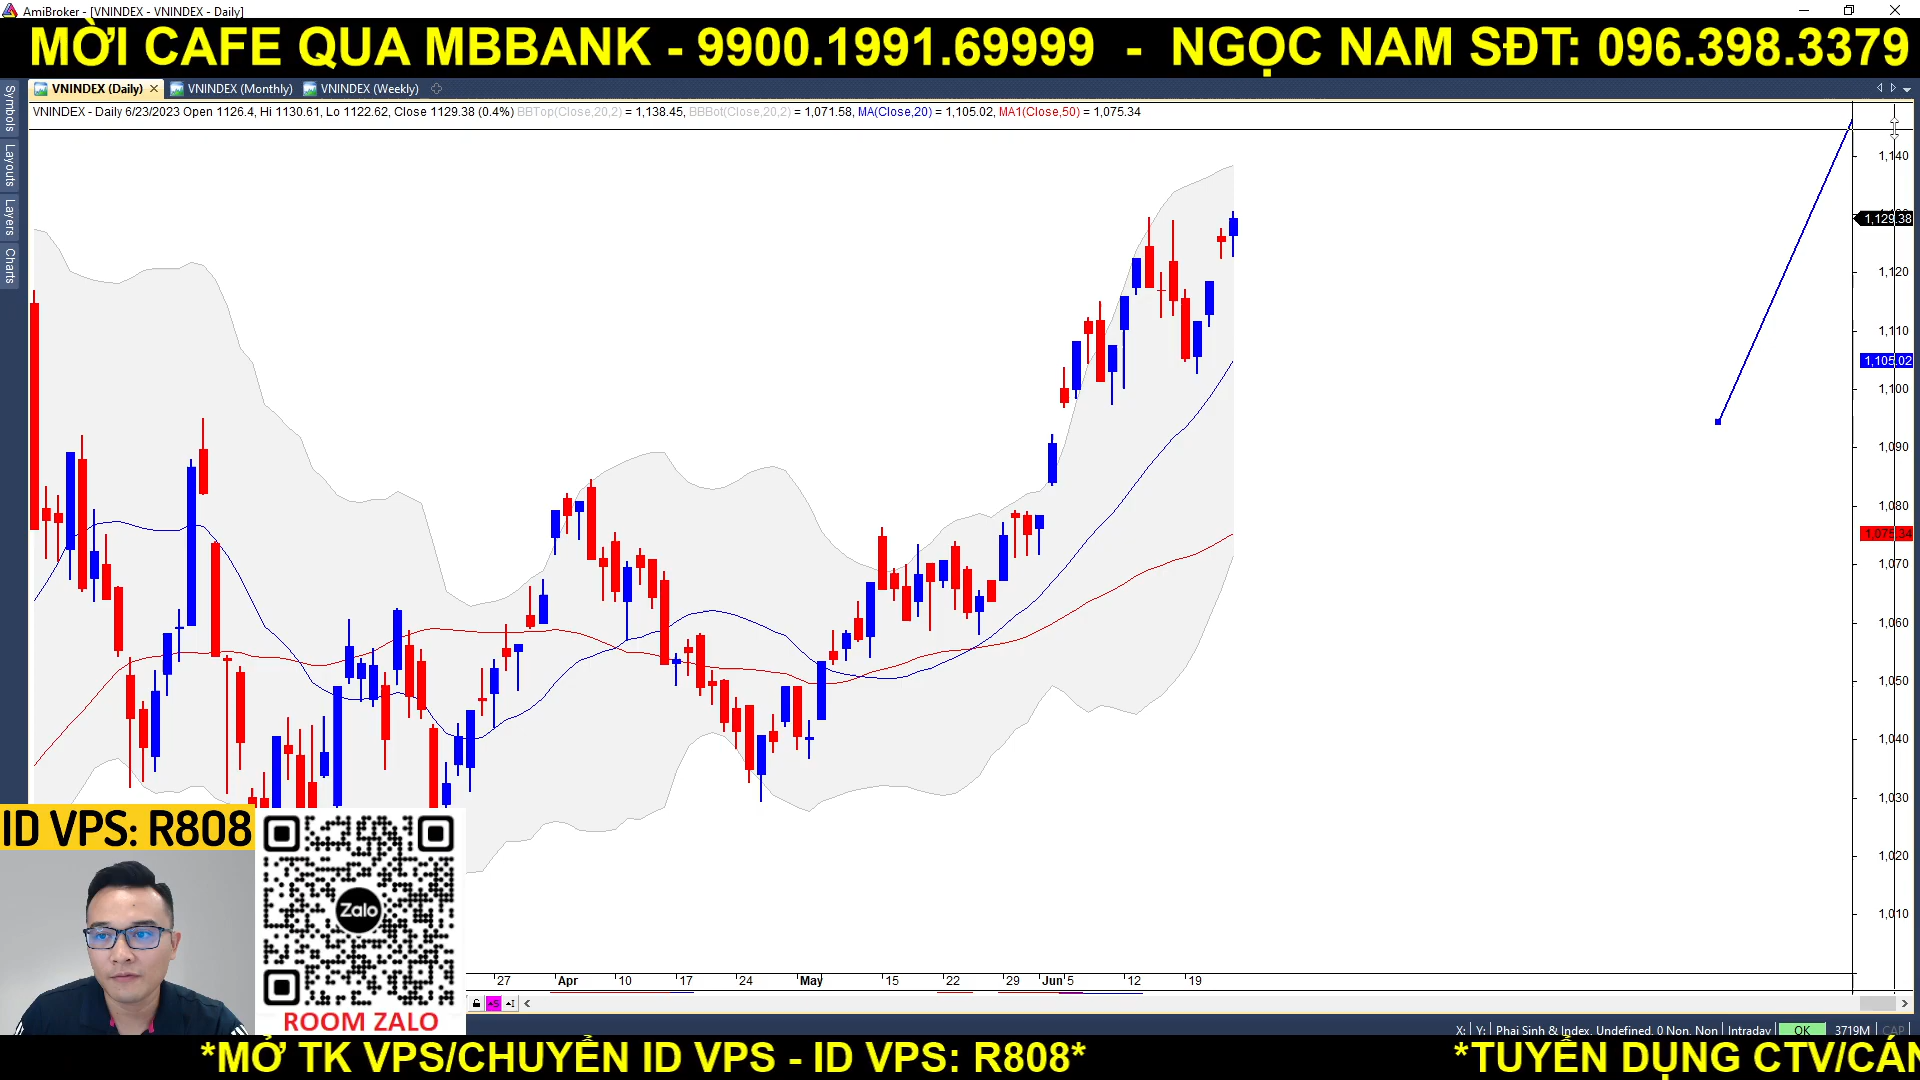 AmiBroker - [VNINDEX - VNINDEX - Daily]
MỜI CAFE QUA MBBANK - 9900.1991.69999 - NGỌC NAM SĐT: 096.398.3379
VNINDEX (Daily) VNINDEX (Monthly) VNINDEX (Weekly)
VNINDEX - Daily 6/23/2023 Open 1126.4, Hi 1130.61, Lo 1122.62, Close 1129.38 (0.4%) BBTop(Close,20,2) = 1,138.45, BBBot(Close,20,2) = 1,071.58, MA(Close,20) = 1,105.02, MA1(Close,50) = 1,075.34
Symbols
Layouts
Layers
Charts
1,140
1,129.38
1,120
1,110
1,105.02
1,100
1,090
1,080
1,075.34
1,070
1,060
1,050
1,040
1,030
1,020
1,010
ID VPS: R808
Zalo
ROOM ZALO
27 Apr 10 17 24 May 15 22 29 Jun 5 12 19
X: Y: Phai Sinh & Index, Undefined, 0 Non, Non Intraday OK 3719M CAP
*MỞ TK VPS/CHUYỂN ID VPS - ID VPS: R808* *TUYỂN DỤNG CTV/CÁN